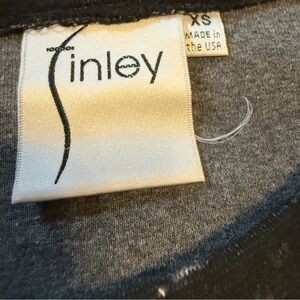 Finley
XS
MADE in
the USA